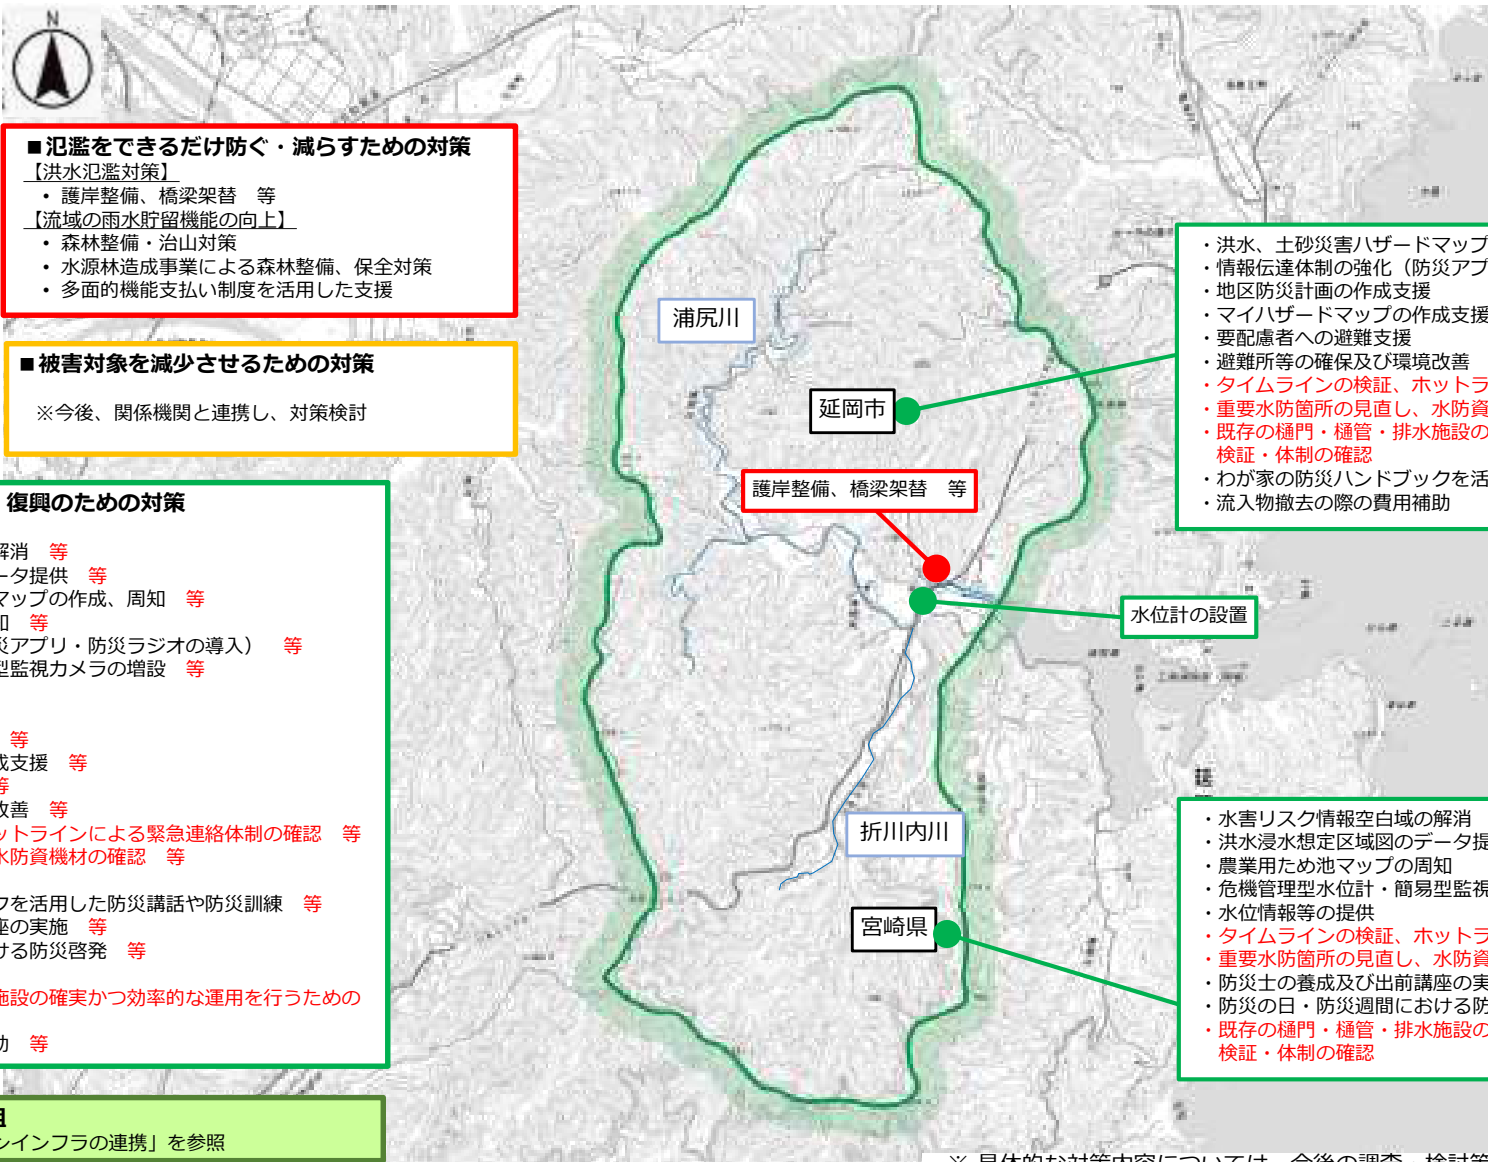 N
■氾濫をできるだけ防ぐ・減らすための対策
【洪水氾濫対策】
• 護岸整備、橋梁架替　等
【流域の雨水貯留機能の向上】
• 森林整備・治山対策
• 水源林造成事業による森林整備、保全対策
• 多面的機能支払い制度を活用した支援
■被害対象を減少させるための対策
※今後、関係機関と連携し、対策検討
復興のための対策
解消　等
ータ提供　等
マップの作成、周知　等
知　等
災アプリ・防災ラジオの導入）　等
型監視カメラの増設　等
等
成支援　等
等
改善　等
ットラインによる緊急連絡体制の確認　等
水防資機材の確認　等
クを活用した防災講話や防災訓練　等
座の実施　等
ける防災啓発　等
施設の確実かつ効率的な運用を行うための
助　等
組
ンインフラの連携」を参照
浦尻川
延岡市
護岸整備、橋梁架替　等
水位計の設置
折川内川
宮崎県
・洪水、土砂災害ハザードマップ
・情報伝達体制の強化（防災アプ
・地区防災計画の作成支援
・マイハザードマップの作成支援
・要配慮者への避難支援
・避難所等の確保及び環境改善
・タイムラインの検証、ホットラ
・重要水防箇所の見直し、水防資
・既存の樋門・樋管・排水施設の
検証・体制の確認
・わが家の防災ハンドブックを活
・流入物撤去の際の費用補助
・水害リスク情報空白域の解消
・洪水浸水想定区域図のデータ提
・農業用ため池マップの周知
・危機管理型水位計・簡易型監視
・水位情報等の提供
・タイムラインの検証、ホットラ
・重要水防箇所の見直し、水防資
・防災士の養成及び出前講座の実
・防災の日・防災週間における防
・既存の樋門・樋管・排水施設の
検証・体制の確認
※ 具体的な対策内容については、今後の調査・検討等